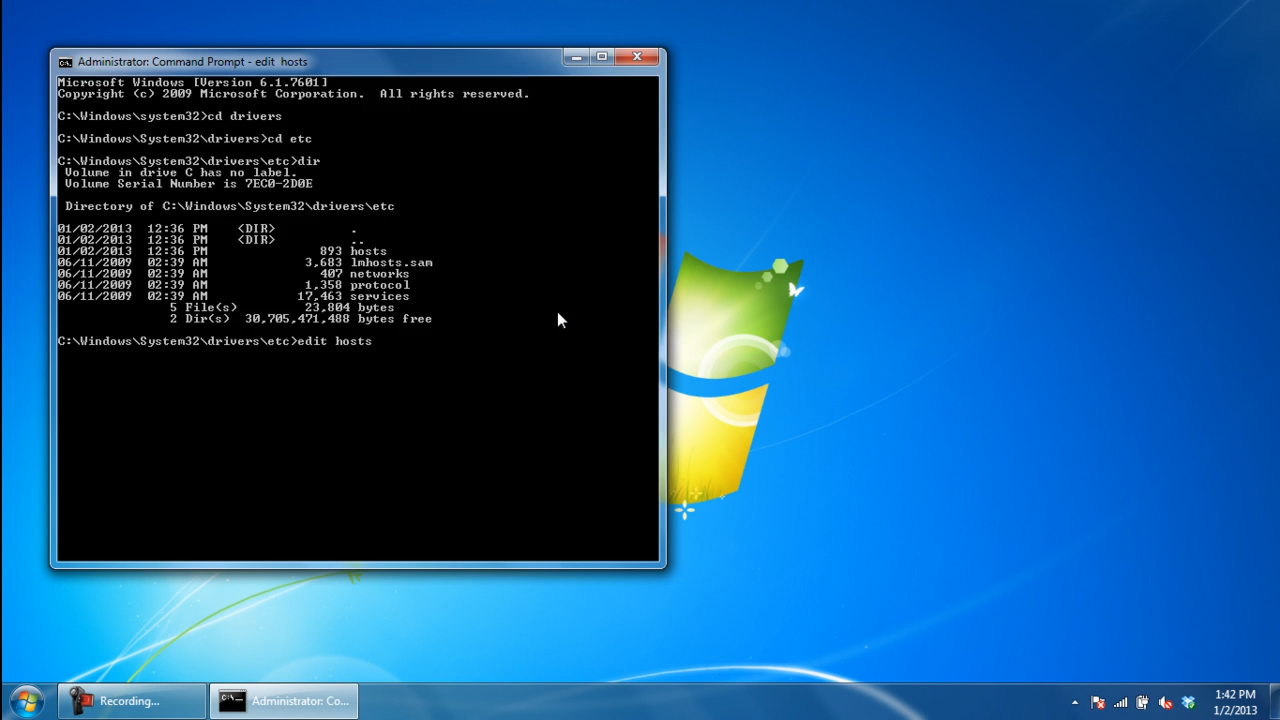 Administrator: Command Prompt - edit  hosts
Microsoft Windows [Version 6.1.7601]
Copyright (c) 2009 Microsoft Corporation.  All rights reserved.
C:\Windows\system32>cd drivers
C:\Windows\System32\drivers>cd etc
C:\Windows\System32\drivers\etc>dir
 Volume in drive C has no label.
 Volume Serial Number is 7EC0-2D0E
 Directory of C:\Windows\System32\drivers\etc
01/02/2013  12:36 PM    <DIR>          .
01/02/2013  12:36 PM    <DIR>          ..
01/02/2013  12:36 PM               893 hosts
06/11/2009  02:39 AM             3,683 lmhosts.sam
06/11/2009  02:39 AM               407 networks
06/11/2009  02:39 AM             1,358 protocol
06/11/2009  02:39 AM            17,463 services
               5 File(s)         23,804 bytes
               2 Dir(s)  30,705,471,488 bytes free
C:\Windows\System32\drivers\etc>edit hosts
Recording...
C:\_
Administrator: Co...
1:42 PM
1/2/2013